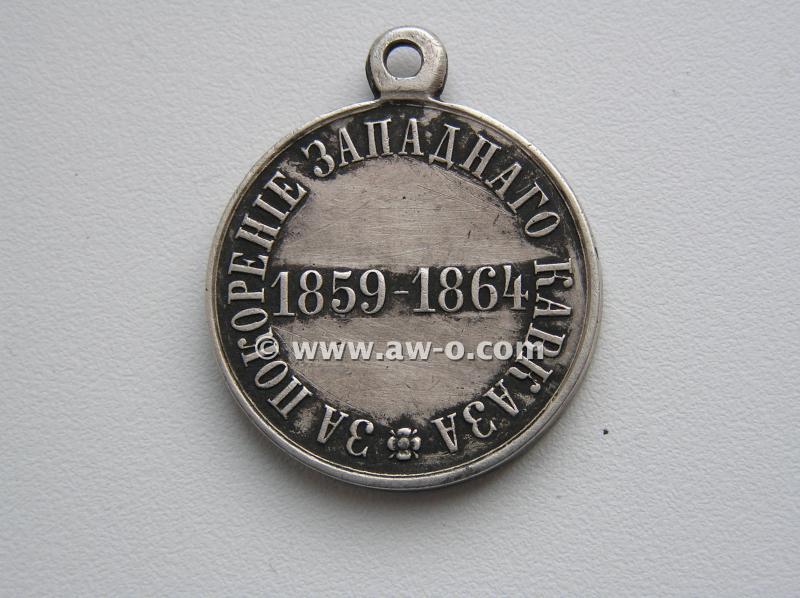 ЗА ПОКОРЕНІЕ ЗАПАДНАГО КАВКАЗА
1859-1864
© www.aw-o.com